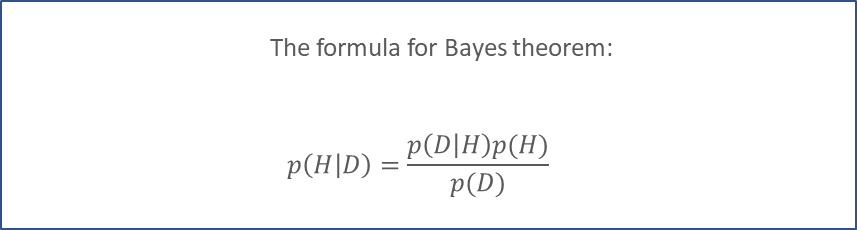 The formula for Bayes theorem:
p(H|D) = p(D|H)p(H) / p(D)